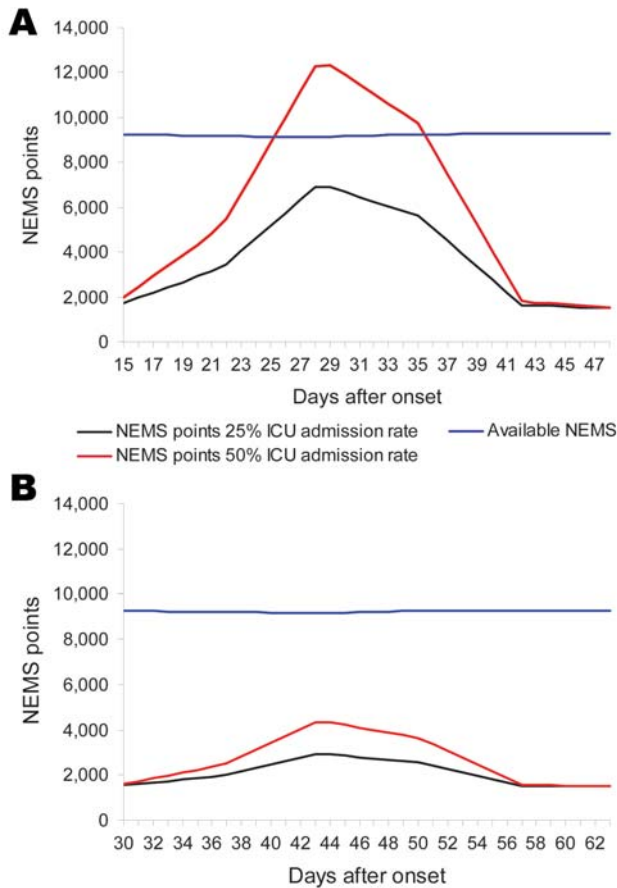 A
14,000
12,000
10,000
8,000
6,000
4,000
2,000
0
NEMS points
15 17 19 21 23 25 27 29 31 33 35 37 39 41 43 45 47
Days after onset
NEMS points 25% ICU admission rate Available NEMS
NEMS points 50% ICU admission rate
B
14,000
12,000
10,000
8,000
6,000
4,000
2,000
0
NEMS points
30 32 34 36 38 40 42 44 46 48 50 52 54 56 58 60 62
Days after onset